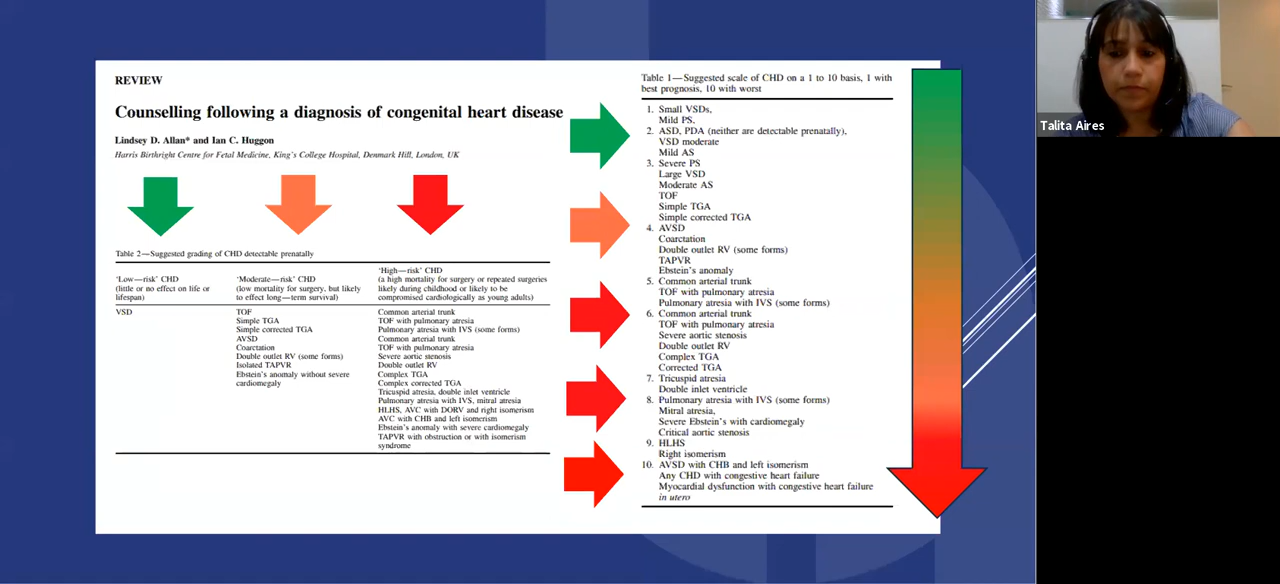 REVIEW
Counselling following a diagnosis of congenital heart disease
Lindsey D. Allan* and Ian C. Huggon
Harris Birthright Centre for Fetal Medicine, King's College Hospital, Denmark Hill, London, UK
Table 2—Suggested grading of CHD detectable prenatally
'Low—risk' CHD
(little or no effect on life or
lifespan)
'Moderate—risk' CHD
(low mortality for surgery, but likely
to effect long—term survival)
'High—risk' CHD
(a high mortality for surgery or repeated surgeries
likely during childhood or likely to be
compromised cardiologically as young adults)
VSD
TOF
Simple TGA
Simple corrected TGA
AVSD
Coarctation
Double outlet RV (some forms)
Isolated TAPVR
Ebstein's anomaly without severe
cardiomegaly
Common arterial trunk
TOF with pulmonary atresia
Pulmonary atresia with IVS (some forms)
Common arterial trunk
TOF with pulmonary atresia
Severe aortic stenosis
Double outlet RV
Complex TGA
Complex corrected TGA
Tricuspid atresia, double inlet ventricle
Pulmonary atresia with IVS, mitral atresia
HLHS, AVC with DORV and right isomerism
AVC with CHB and left isomerism
Ebstein's anomaly with severe cardiomegaly
TAPVR with obstruction or with isomerism
syndrome
Table 1—Suggested scale of CHD on a 1 to 10 basis, 1 with
best prognosis, 10 with worst
1. Small VSDs,
Mild PS,
2. ASD, PDA (neither are detectable prenatally),
VSD moderate
Mild AS
3. Severe PS
Large VSD
Moderate AS
TOF
Simple TGA
Simple corrected TGA
4. AVSD
Coarctation
Double outlet RV (some forms)
TAPVR
Ebstein's anomaly
5. Common arterial trunk
TOF with pulmonary atresia
Pulmonary atresia with IVS (some forms)
6. Common arterial trunk
TOF with pulmonary atresia
Severe aortic stenosis
Double outlet RV
Complex TGA
Corrected TGA
7. Tricuspid atresia
Double inlet ventricle
8. Pulmonary atresia with IVS (some forms)
Mitral atresia,
Severe Ebstein's with cardiomegaly
Critical aortic stenosis
9. HLHS
Right isomerism
10. AVSD with CHB and left isomerism
Any CHD with congestive heart failure
Myocardial dysfunction with congestive heart failure
in utero
Talita Aires